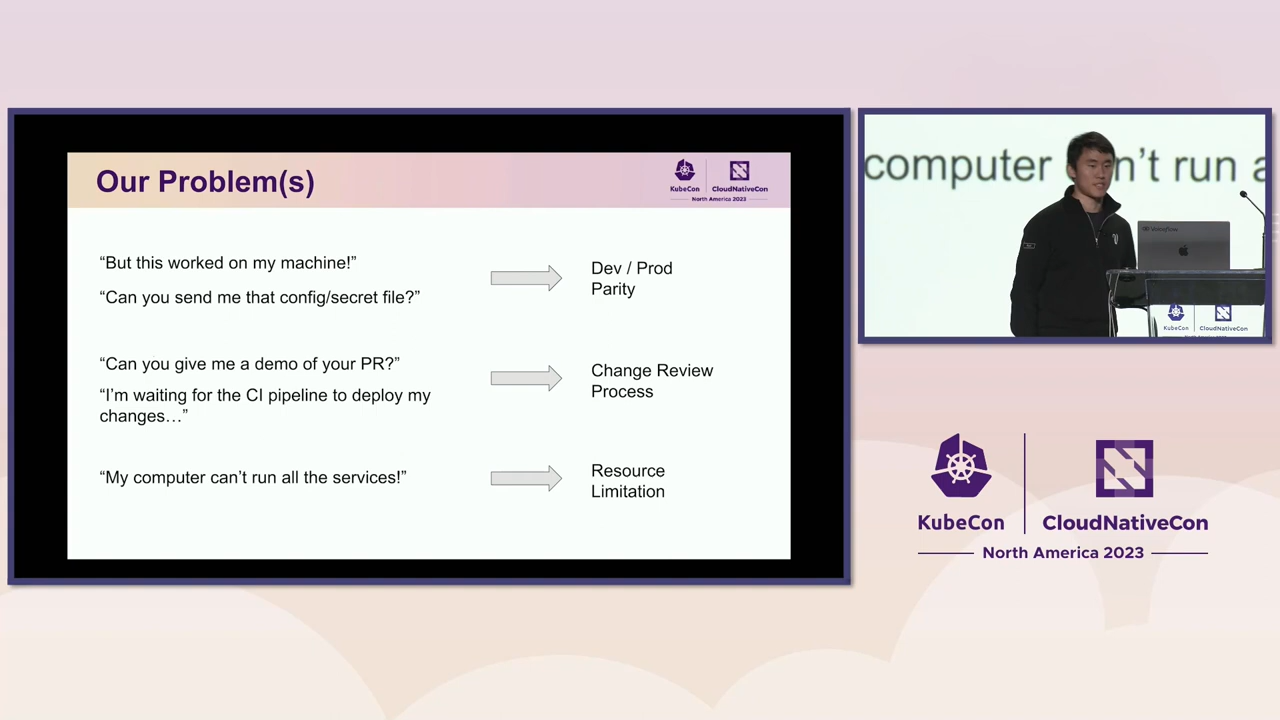 Our Problem(s)
KubeCon
CloudNativeCon
North America 2023
“But this worked on my machine!”
“Can you send me that config/secret file?”
Dev / Prod
Parity
“Can you give me a demo of your PR?”
“I’m waiting for the CI pipeline to deploy my
changes…”
Change Review
Process
“My computer can’t run all the services!”
Resource
Limitation
computer can’t run a
Voiceflow
KubeCon
CloudNativeCon
KubeCon
CloudNativeCon
North America 2023